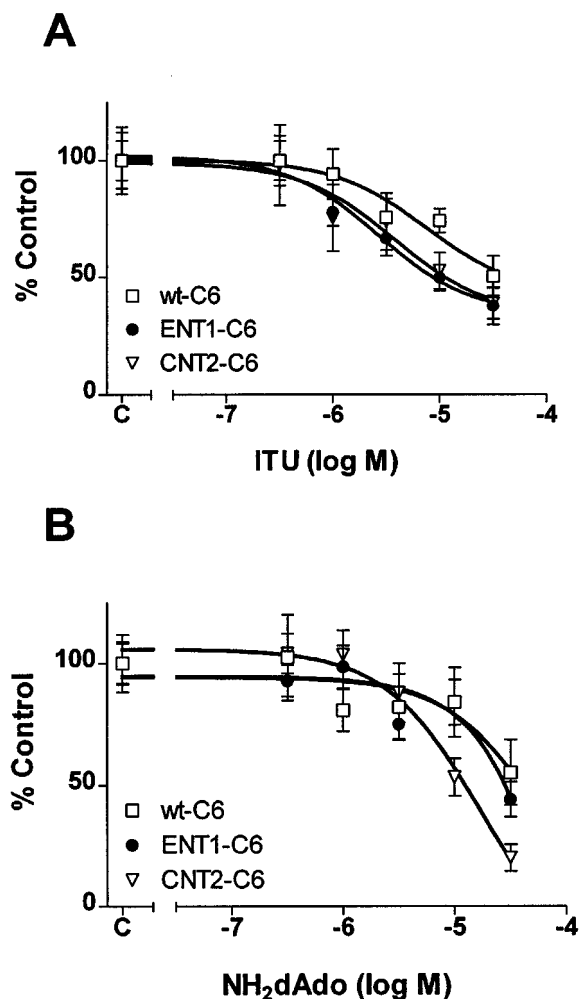 A
% Control
100
50
0
wt-C6
ENT1-C6
CNT2-C6
C
-7
-6
-5
-4
ITU (log M)
B
% Control
100
50
0
wt-C6
ENT1-C6
CNT2-C6
C
-7
-6
-5
-4
NH₂dAdo (log M)